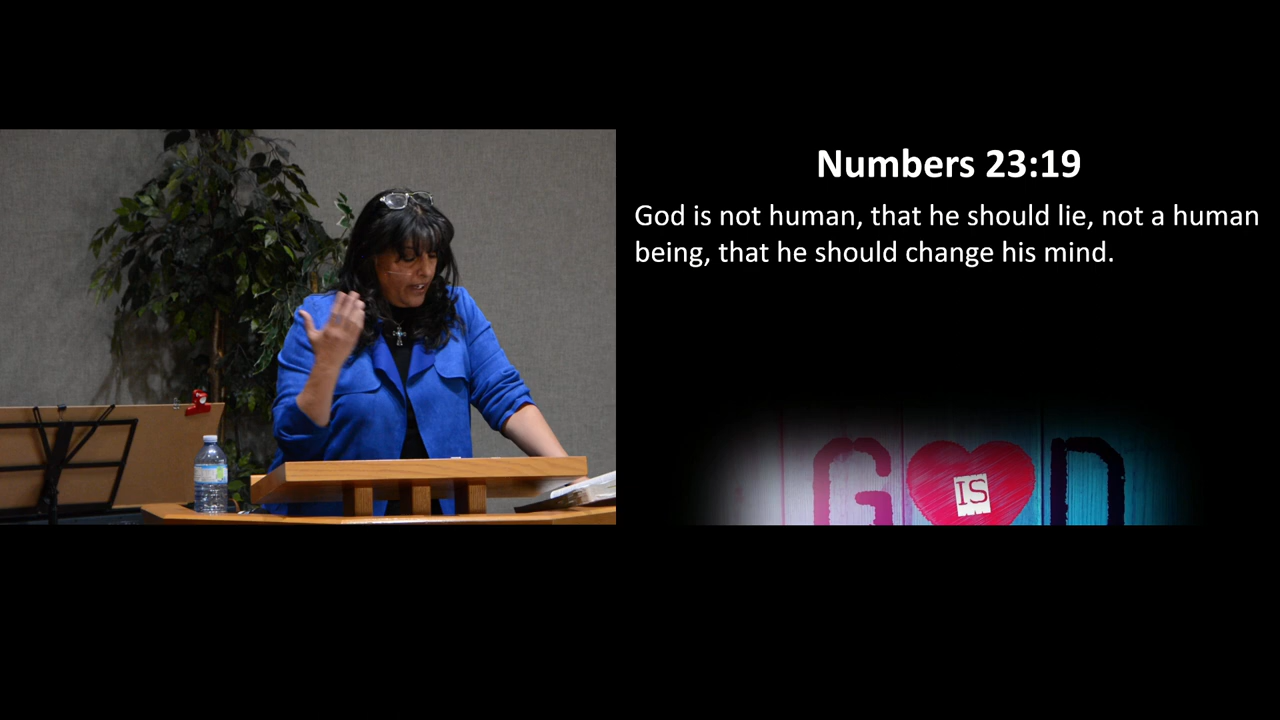 Numbers 23:19
God is not human, that he should lie, not a human
being, that he should change his mind.
G D
IS